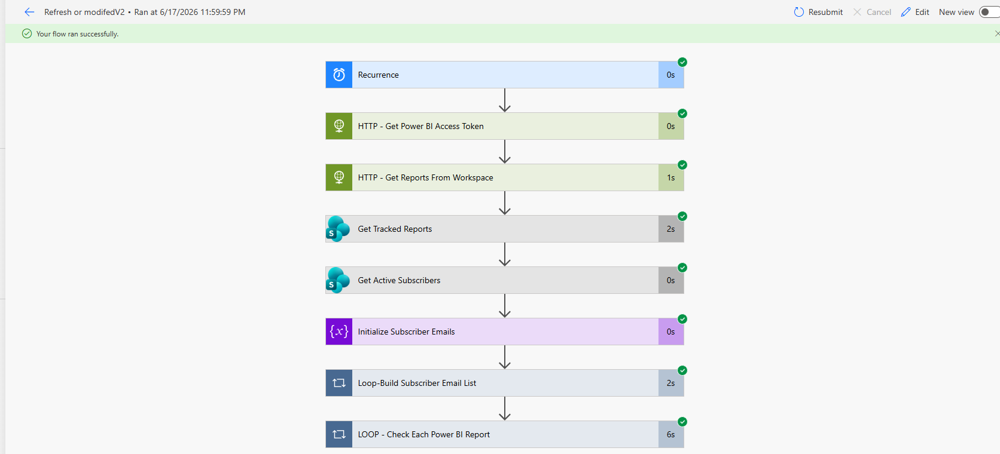 Refresh or modifedV2 • Ran at 6/17/2026 11:59:59 PM
Resubmit
Cancel
Edit
New view
Your flow ran successfully.
Recurrence
0s
HTTP - Get Power BI Access Token
0s
HTTP - Get Reports From Workspace
1s
S
Get Tracked Reports
2s
S
Get Active Subscribers
0s
{x}
Initialize Subscriber Emails
0s
Loop-Build Subscriber Email List
2s
LOOP - Check Each Power BI Report
6s